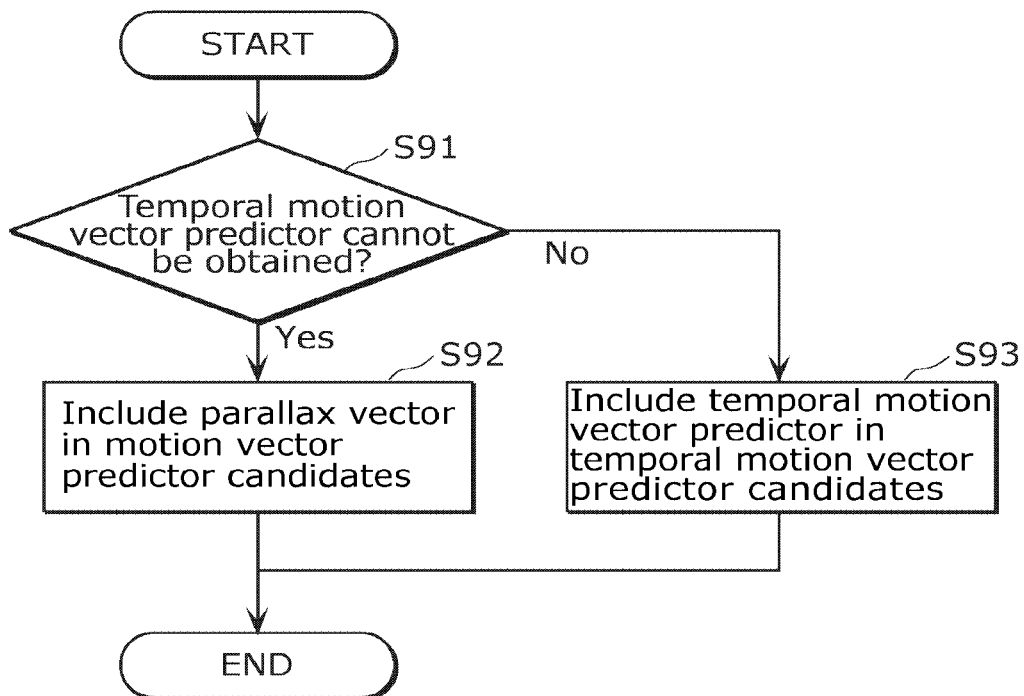 START
S91
Temporal motion
vector predictor cannot
be obtained?
No
Yes
S92
Include parallax vector
in motion vector
predictor candidates
S93
Include temporal motion
vector predictor in
temporal motion vector
predictor candidates
END